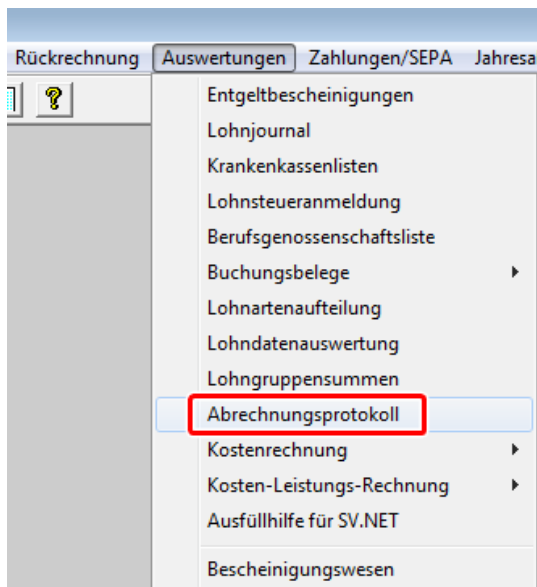 Rückrechnung Auswertungen Zahlungen/SEPA Jahresa
Entgeltbescheinigungen
Lohnjournal
Krankenkassenlisten
Lohnsteueranmeldung
Berufsgenossenschaftsliste
Buchungsbelege
Lohnartenaufteilung
Lohndatenauswertung
Lohngruppensummen
Abrechnungsprotokoll
Kostenrechnung
Kosten-Leistungs-Rechnung
Ausfüllhilfe für SV.NET
Bescheinigungswesen